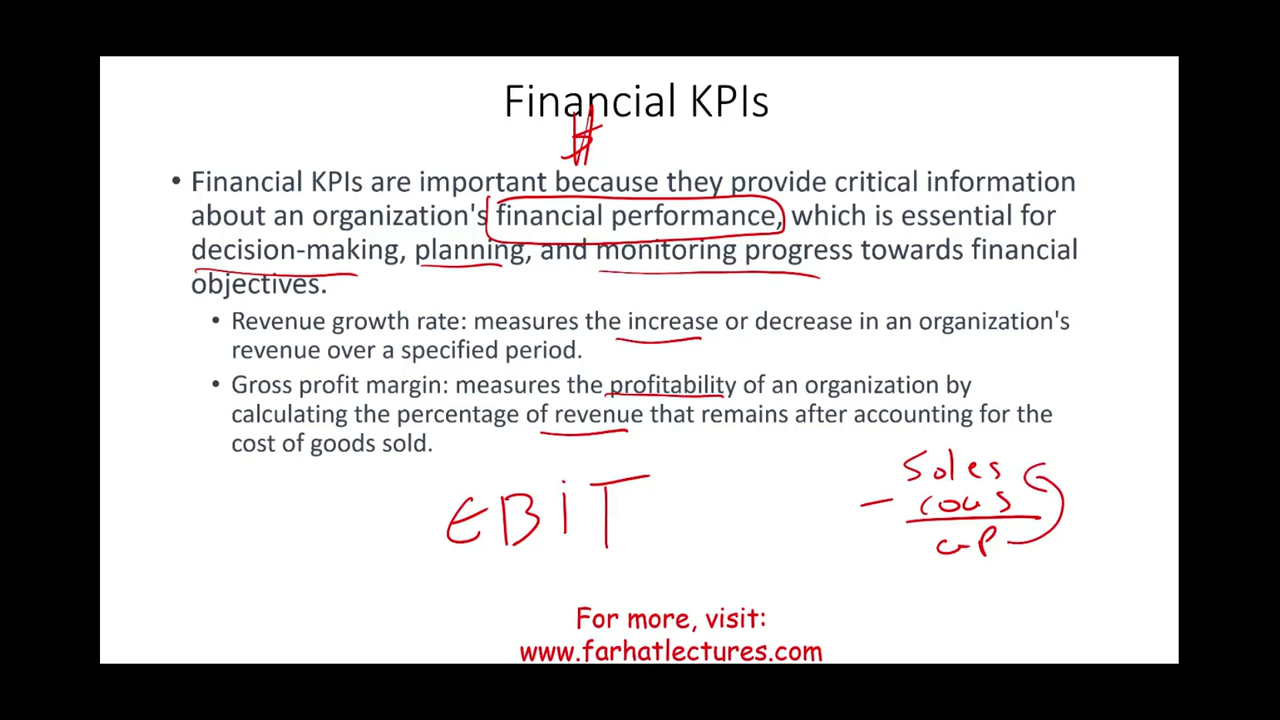 Financial KPIs
$
• Financial KPIs are important because they provide critical information
about an organization's financial performance, which is essential for
decision-making, planning, and monitoring progress towards financial
objectives.
• Revenue growth rate: measures the increase or decrease in an organization's
revenue over a specified period.
• Gross profit margin: measures the profitability of an organization by
calculating the percentage of revenue that remains after accounting for the
cost of goods sold.
Sales
EBIT
- COGS
GP
For more, visit:
www.farhatlectures.com